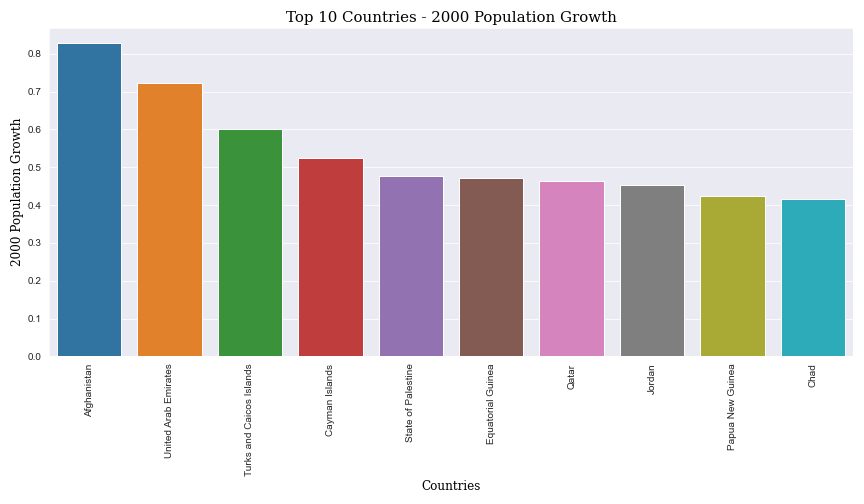 Top 10 Countries - 2000 Population Growth
2000 Population Growth
0.8
0.7
0.6
0.5
0.4
0.3
0.2
0.1
0.0
Afghanistan
United Arab Emirates
Turks and Caicos Islands
Cayman Islands
State of Palestine
Equatorial Guinea
Qatar
Jordan
Papua New Guinea
Chad
Countries